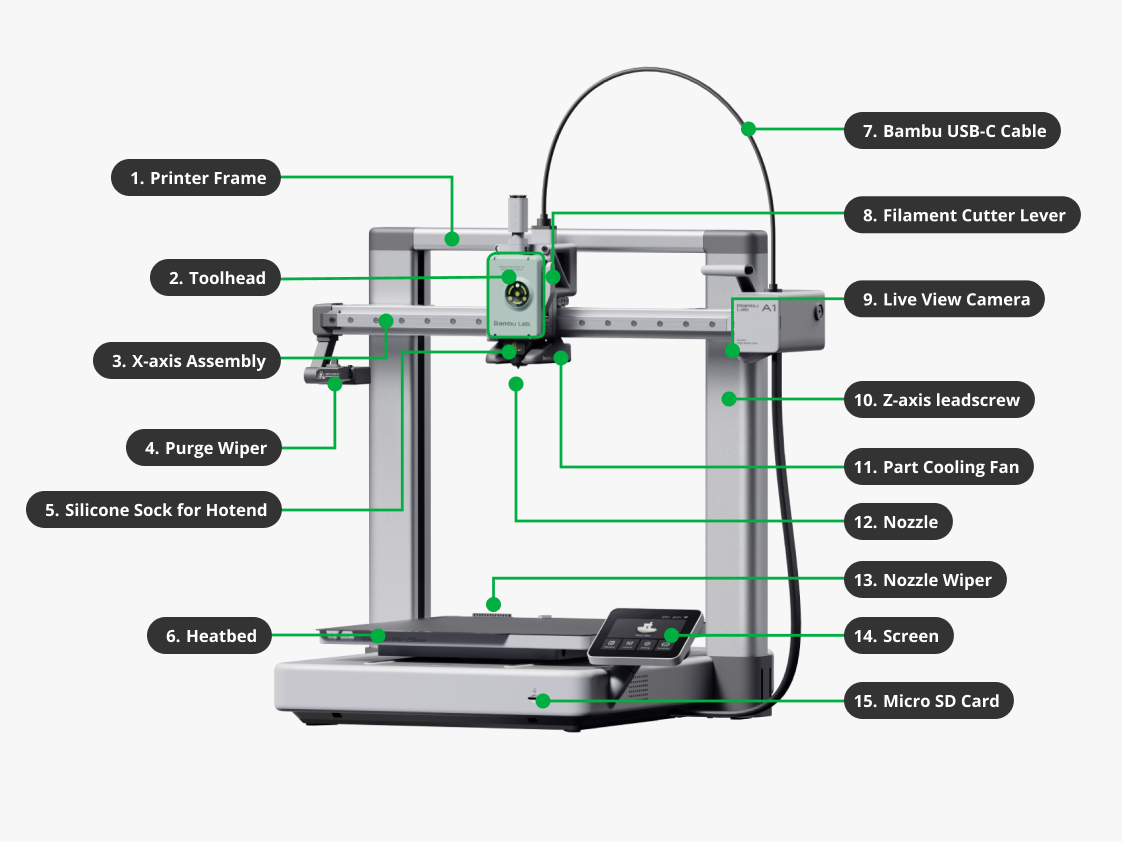 1. Printer Frame
2. Toolhead
3. X-axis Assembly
4. Purge Wiper
5. Silicone Sock for Hotend
6. Heatbed
7. Bambu USB-C Cable
8. Filament Cutter Lever
9. Live View Camera
10. Z-axis leadscrew
11. Part Cooling Fan
12. Nozzle
13. Nozzle Wiper
14. Screen
15. Micro SD Card
Bambu Lab
Bambu
Lab
A1